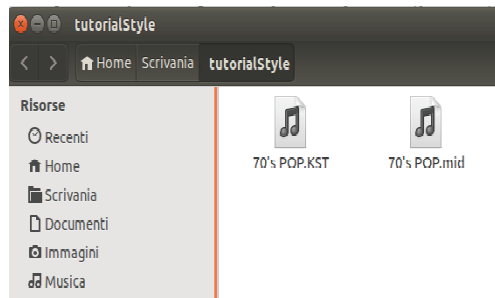 tutorialStyle
Home Scrivania tutorialStyle
Risorse
Recenti
Home
Scrivania
Documenti
Immagini
Musica
70's POP.KST 70's POP.mid